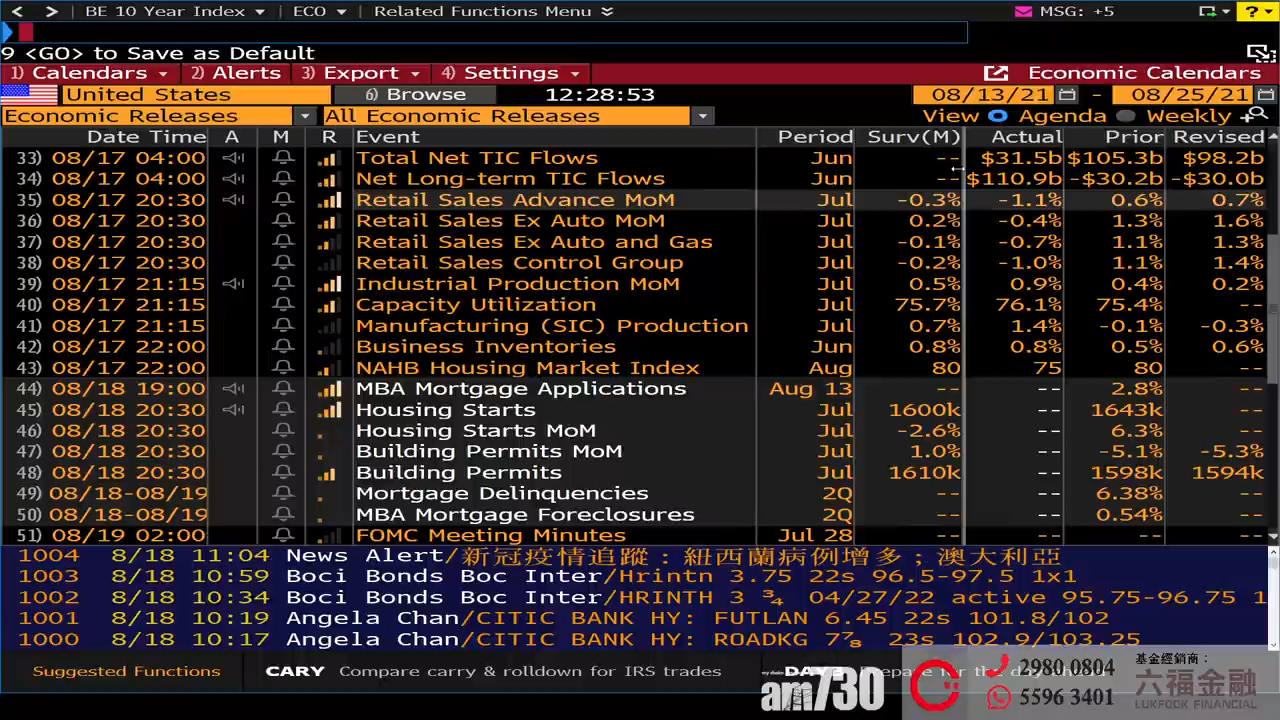 < > BE 10 Year Index ECO Related Functions Menu MSG: +5 ?
9 <GO> to Save as Default
1) Calendars 2) Alerts 3) Export 4) Settings Economic Calendars
United States 6) Browse 12:28:53 08/13/21 - 08/25/21
Economic Releases All Economic Releases View Agenda Weekly
Date Time A M R Event Period Surv(M) Actual Prior Revised
33) 08/17 04:00 Total Net TIC Flows Jun -- $31.5b $105.3b $98.2b
34) 08/17 04:00 Net Long-term TIC Flows Jun -- $110.9b -$30.2b -$30.0b
35) 08/17 20:30 Retail Sales Advance MoM Jul -0.3% -1.1% 0.6% 0.7%
36) 08/17 20:30 Retail Sales Ex Auto MoM Jul 0.2% -0.4% 1.3% 1.6%
37) 08/17 20:30 Retail Sales Ex Auto and Gas Jul -0.1% -0.7% 1.1% 1.3%
38) 08/17 20:30 Retail Sales Control Group Jul -0.2% -1.0% 1.1% 1.4%
39) 08/17 21:15 Industrial Production MoM Jul 0.5% 0.9% 0.4% 0.2%
40) 08/17 21:15 Capacity Utilization Jul 75.7% 76.1% 75.4% --
41) 08/17 21:15 Manufacturing (SIC) Production Jul 0.7% 1.4% -0.1% -0.3%
42) 08/17 22:00 Business Inventories Jun 0.8% 0.8% 0.5% 0.6%
43) 08/17 22:00 NAHB Housing Market Index Aug 80 75 80 --
44) 08/18 19:00 MBA Mortgage Applications Aug 13 -- -- 2.8% --
45) 08/18 20:30 Housing Starts Jul 1600k -- 1643k --
46) 08/18 20:30 Housing Starts MoM Jul -2.6% -- 6.3% --
47) 08/18 20:30 Building Permits MoM Jul 1.0% -- -5.1% -5.3%
48) 08/18 20:30 Building Permits Jul 1610k -- 1598k 1594k
49) 08/18-08/19 Mortgage Delinquencies 2Q -- -- 6.38% --
50) 08/18-08/19 MBA Mortgage Foreclosures 2Q -- -- 0.54% --
51) 08/19 02:00 FOMC Meeting Minutes Jul 28 -- -- -- --
1004 8/18 11:04 News Alert/新冠疫情追蹤：紐西蘭病例增多；澳大利亞
1003 8/18 10:59 Boci Bonds Boc Inter/Hrintn 3.75 22s 96.5-97.5 1x1
1002 8/18 10:34 Boci Bonds Boc Inter/HRINTH 3 ¾ 04/27/22 active 95.75-96.75 1
1001 8/18 10:19 Angela Chan/CITIC BANK HY: FUTLAN 6.45 22s 101.8/102
1000 8/18 10:17 Angela Chan/CITIC BANK HY: ROADKG 7⅞ 23s 102.9/103.25
Suggested Functions CARY Compare carry & rolldown for IRS trades DAYB for the day
am730
2980 0804
5596 3401
基金經銷商：
六福金融
LUKFOOK FINANCIAL